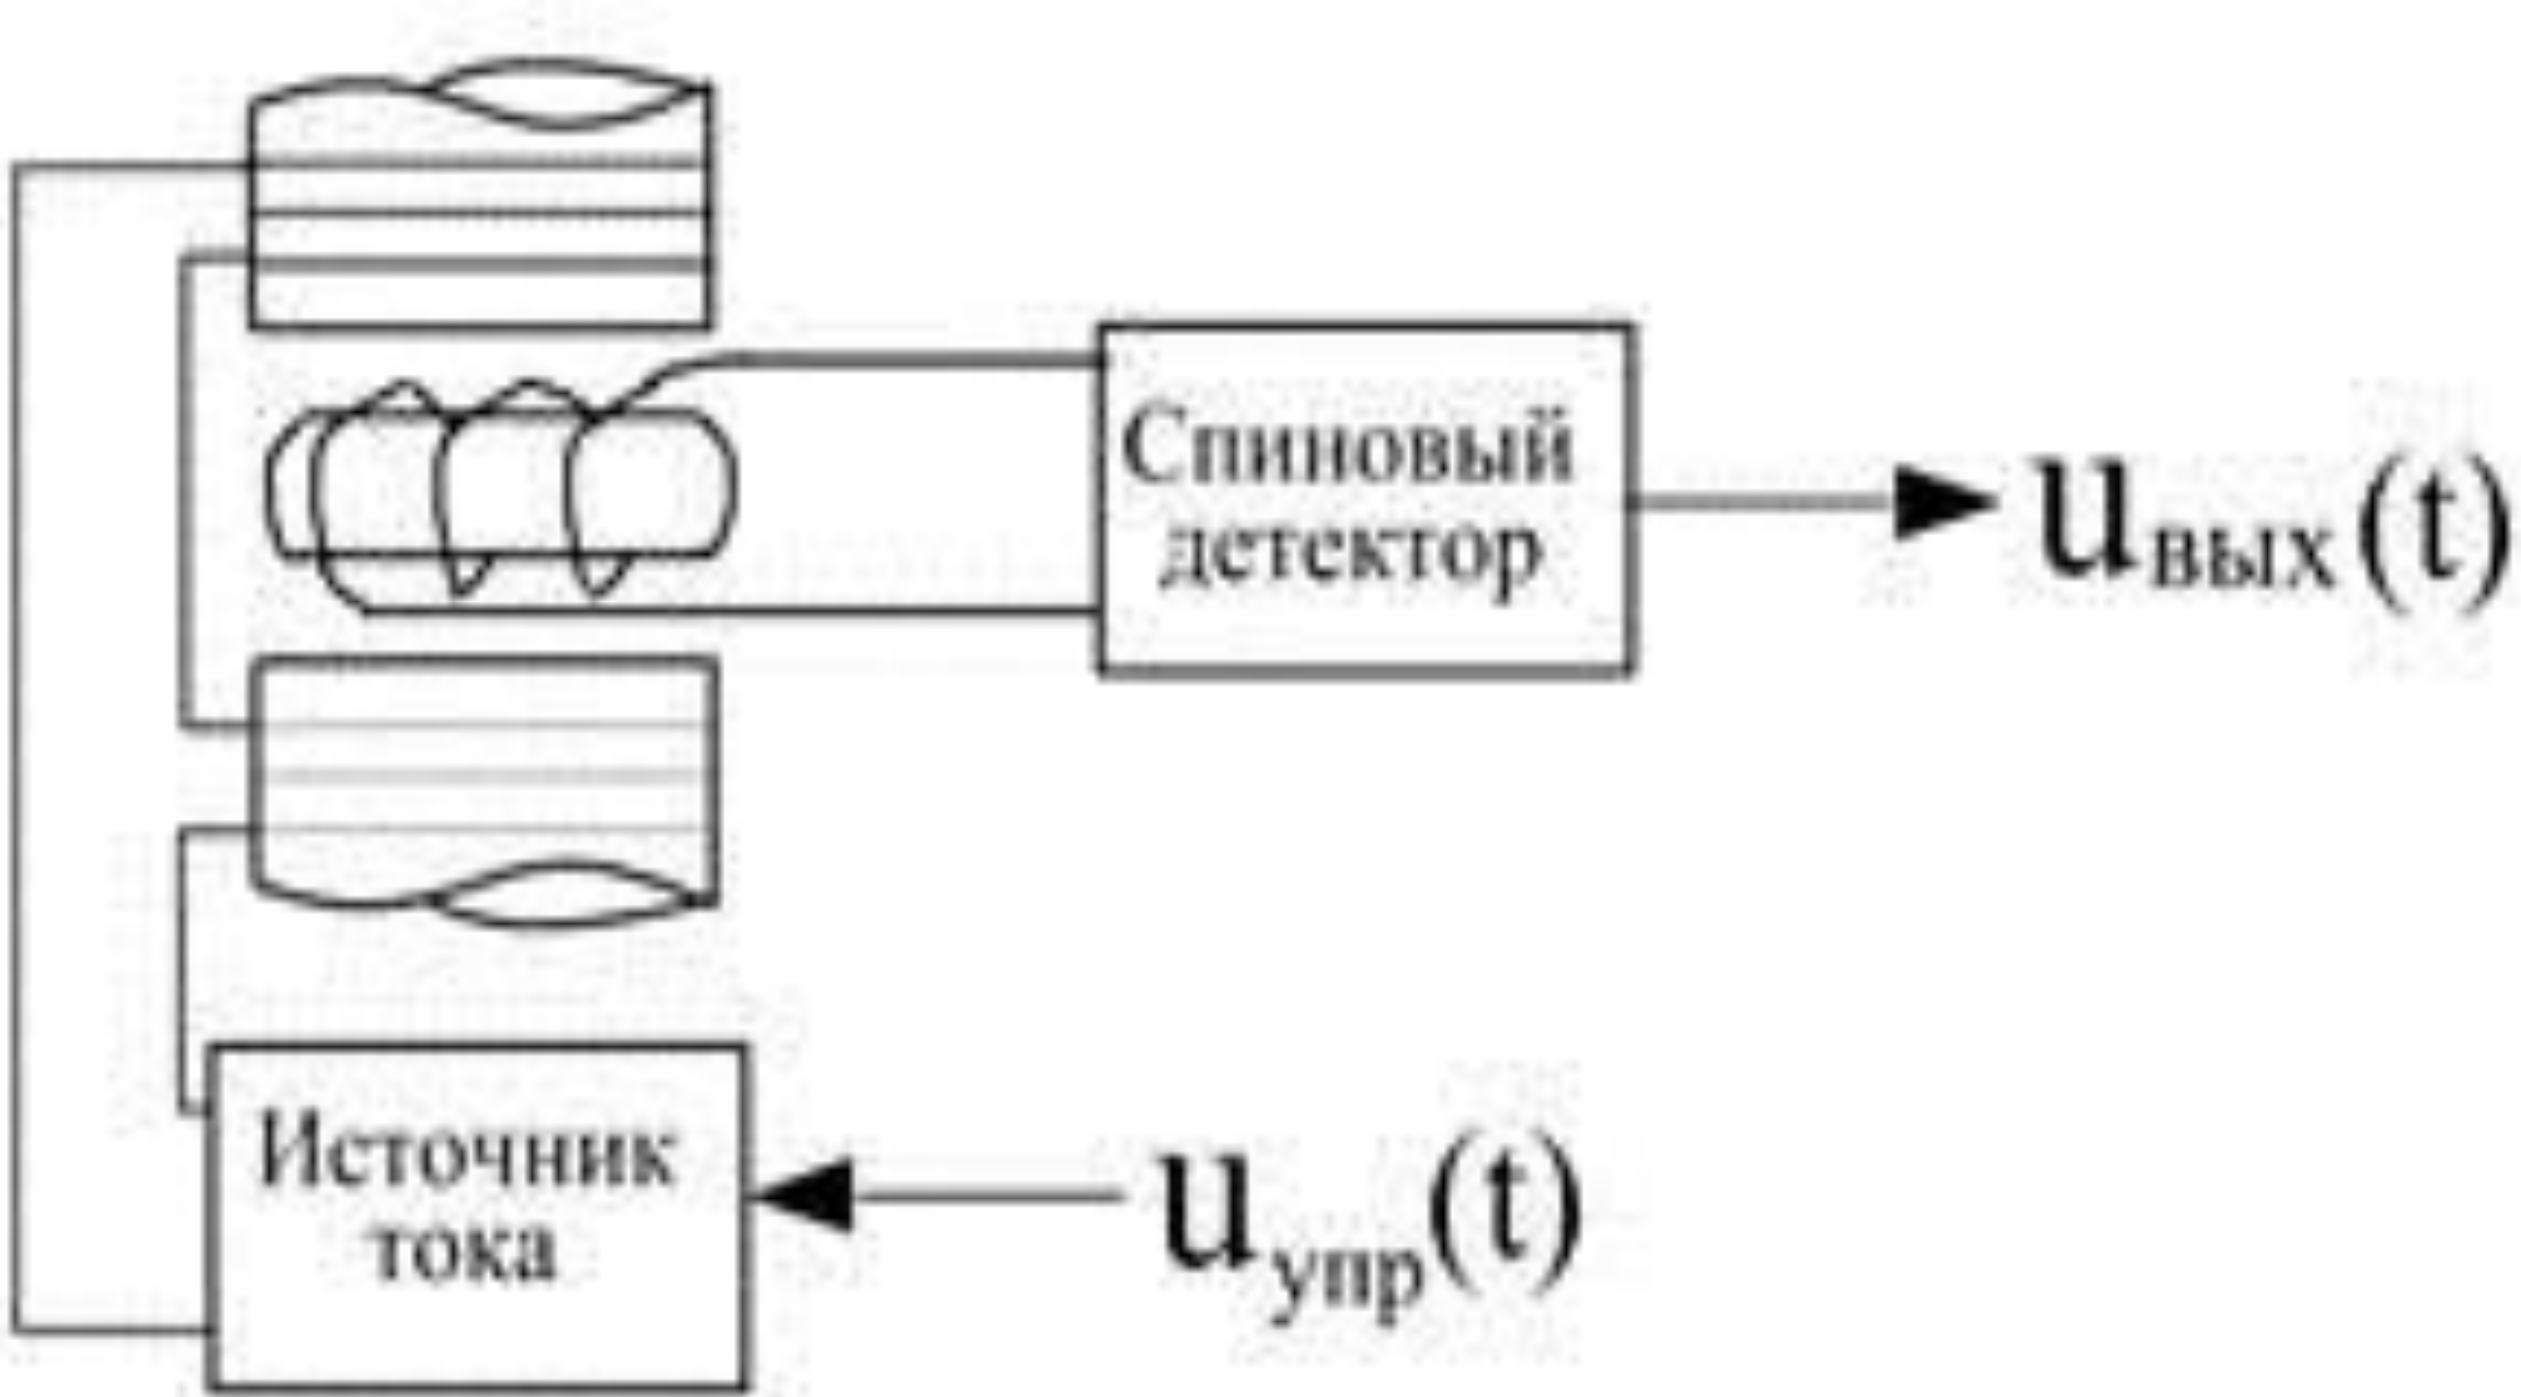 Спиновый
детектор
uвых(t)
Источник
тока
uупр(t)